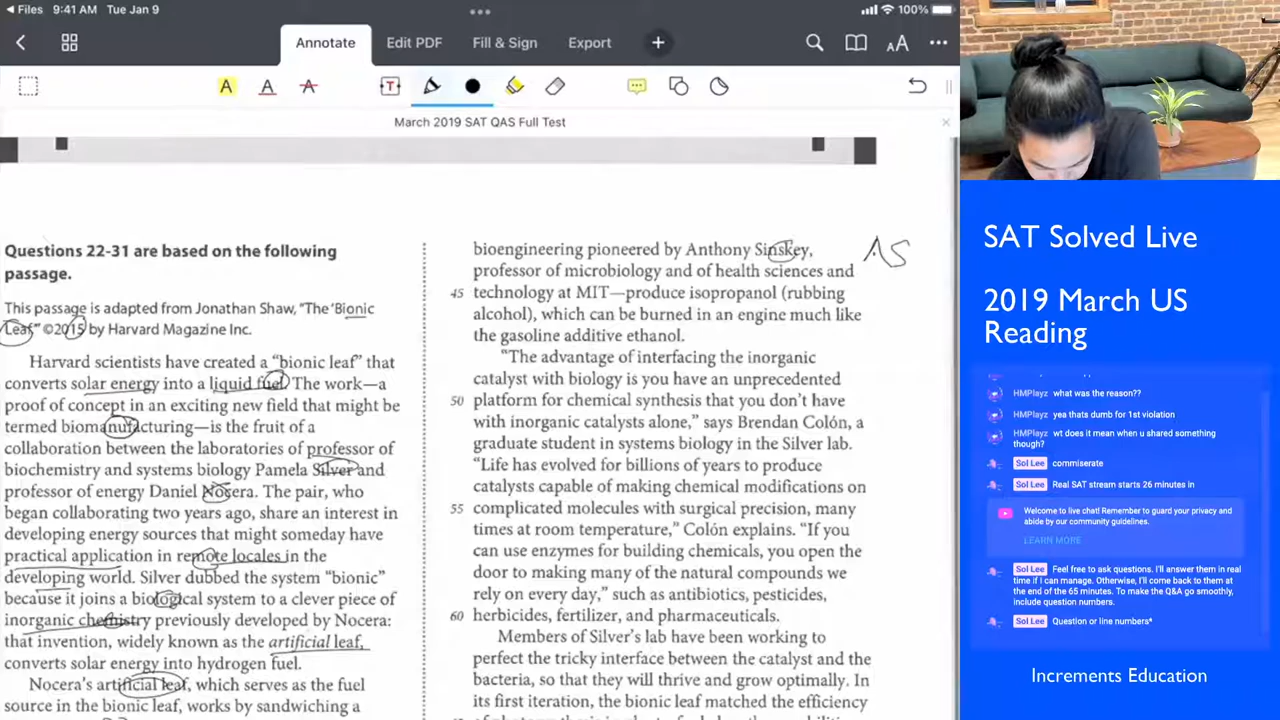 Files 9:41 AM Tue Jan 9
100%
Annotate Edit PDF Fill & Sign Export
March 2019 SAT QAS Full Test
Questions 22-31 are based on the following
passage.
This passage is adapted from Jonathan Shaw, "The 'Bionic
Leaf'" ©2015 by Harvard Magazine Inc.
Harvard scientists have created a "bionic leaf" that
converts solar energy into a liquid fuel. The work—a
proof of concept in an exciting new field that might be
termed biomanufacturing—is the fruit of a
collaboration between the laboratories of professor of
biochemistry and systems biology Pamela Silver and
professor of energy Daniel Nocera. The pair, who
began collaborating two years ago, share an interest in
developing energy sources that might someday have
practical application in remote locales in the
developing world. Silver dubbed the system "bionic"
because it joins a biological system to a clever piece of
inorganic chemistry previously developed by Nocera:
that invention, widely known as the artificial leaf,
converts solar energy into hydrogen fuel.
Nocera's artificial leaf, which serves as the fuel
source in the bionic leaf, works by sandwiching a
bioengineering pioneered by Anthony Sinskey,
AS
professor of microbiology and of health sciences and
45 technology at MIT—produce isopropanol (rubbing
alcohol), which can be burned in an engine much like
the gasoline additive ethanol.
"The advantage of interfacing the inorganic
catalyst with biology is you have an unprecedented
50 platform for chemical synthesis that you don't have
with inorganic catalysts alone," says Brendan Colón, a
graduate student in systems biology in the Silver lab.
"Life has evolved for billions of years to produce
catalysts capable of making chemical modifications on
55 complicated molecules with surgical precision, many
times at room temperature," Colón explains. "If you
can use enzymes for building chemicals, you open the
door to making many of the natural compounds we
rely on every day," such as antibiotics, pesticides,
60 herbicides, fertilizer, and pharmaceuticals.
Members of Silver's lab have been working to
perfect the tricky interface between the catalyst and the
bacteria, so that they will thrive and grow optimally. In
its first iteration, the bionic leaf matched the efficiency
SAT Solved Live
2019 March US
Reading
HMPlayz what was the reason??
HMPlayz yea thats dumb for 1st violation
HMPlayz wt does it mean when u shared something
though?
Sol Lee commiserate
Sol Lee Real SAT stream starts 26 minutes in
Welcome to live chat! Remember to guard your privacy and
abide by our community guidelines.
LEARN MORE
Sol Lee Feel free to ask questions. I'll answer them in real
time if I can manage. Otherwise, I'll come back to them at
the end of the 65 minutes. To make the Q&A go smoothly,
include question numbers.
Sol Lee Question or line numbers*
Increments Education